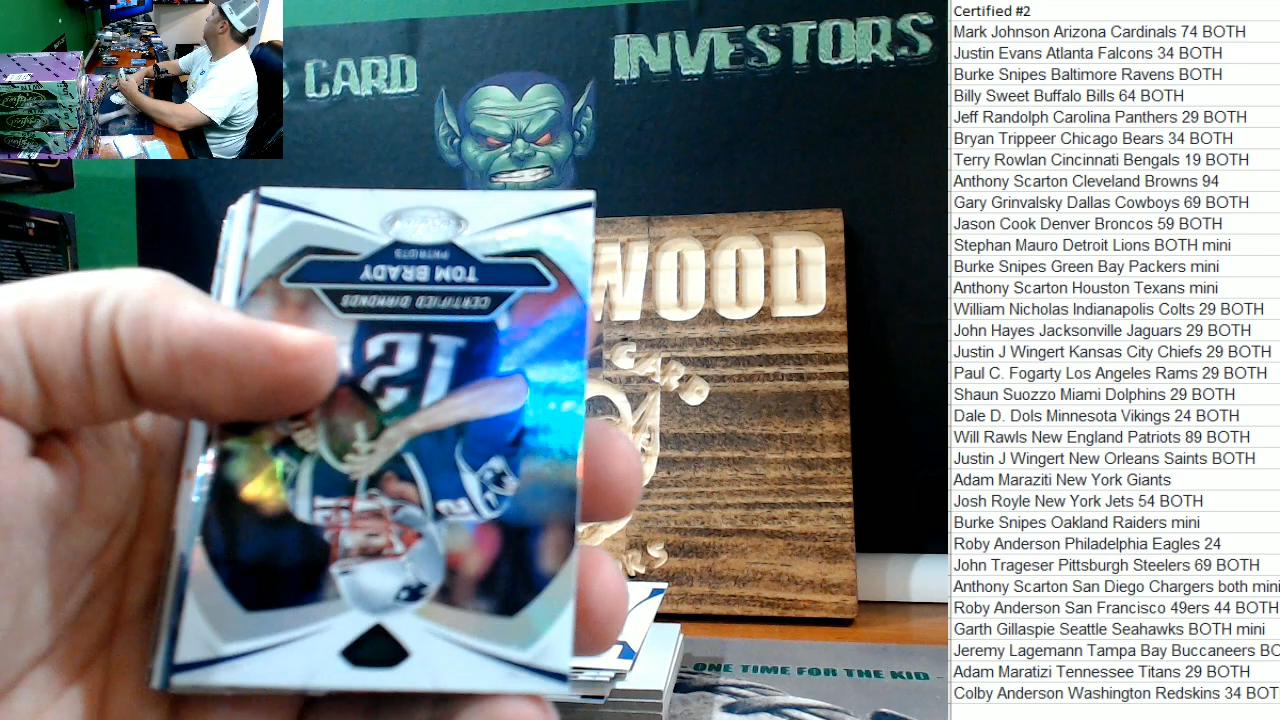 S CARD
INVESTORS
WOOD
CARD
TOM BRADY
PATRIOTS
CERTIFIED DIAMONDS
12
- ONE TIME FOR THE KID -
Certified #2
Mark Johnson Arizona Cardinals 74 BOTH
Justin Evans Atlanta Falcons 34 BOTH
Burke Snipes Baltimore Ravens BOTH
Billy Sweet Buffalo Bills 64 BOTH
Jeff Randolph Carolina Panthers 29 BOTH
Bryan Trippeer Chicago Bears 34 BOTH
Terry Rowlan Cincinnati Bengals 19 BOTH
Anthony Scarton Cleveland Browns 94
Gary Grinvalsky Dallas Cowboys 69 BOTH
Jason Cook Denver Broncos 59 BOTH
Stephan Mauro Detroit Lions BOTH mini
Burke Snipes Green Bay Packers mini
Anthony Scarton Houston Texans mini
William Nicholas Indianapolis Colts 29 BOTH
John Hayes Jacksonville Jaguars 29 BOTH
Justin J Wingert Kansas City Chiefs 29 BOTH
Paul C. Fogarty Los Angeles Rams 29 BOTH
Shaun Suozzo Miami Dolphins 29 BOTH
Dale D. Dols Minnesota Vikings 24 BOTH
Will Rawls New England Patriots 89 BOTH
Justin J Wingert New Orleans Saints BOTH
Adam Maraziti New York Giants
Josh Royle New York Jets 54 BOTH
Burke Snipes Oakland Raiders mini
Roby Anderson Philadelphia Eagles 24
John Trageser Pittsburgh Steelers 69 BOTH
Anthony Scarton San Diego Chargers both mini
Roby Anderson San Francisco 49ers 44 BOTH
Garth Gillaspie Seattle Seahawks BOTH mini
Jeremy Lagemann Tampa Bay Buccaneers BO
Adam Maratizi Tennessee Titans 29 BOTH
Colby Anderson Washington Redskins 34 BOT